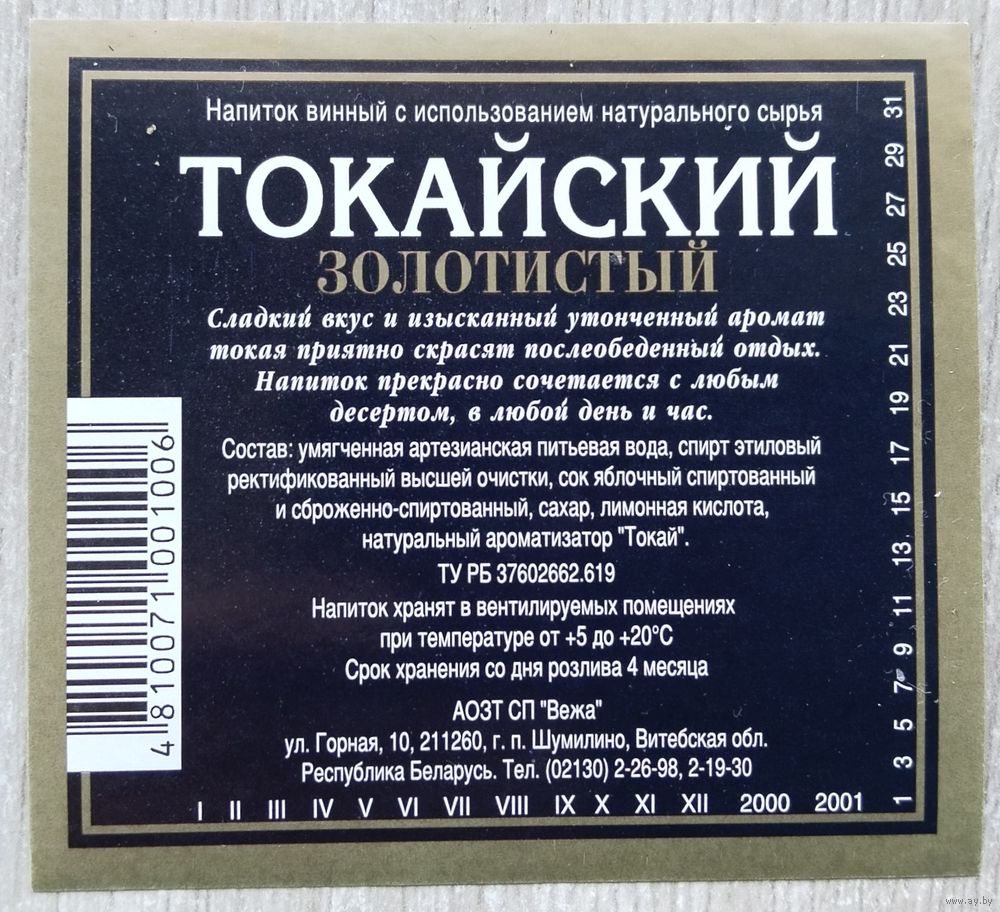 Напиток винный с использованием натурального сырья
ТОКАЙСКИЙ
ЗОЛОТИСТЫЙ
Сладкий вкус и изысканный утонченный аромат
токая приятно скрасят послеобеденный отдых.
Напиток прекрасно сочетается с любым
десертом, в любой день и час.
Состав: умягченная артезианская питьевая вода, спирт этиловый
ректификованный высшей очистки, сок яблочный спиртованный
и сброженно-спиртованный, сахар, лимонная кислота,
натуральный ароматизатор "Токай".
ТУ РБ 37602662.619
Напиток хранят в вентилируемых помещениях
при температуре от +5 до +20°С
Срок хранения со дня розлива 4 месяца
АОЗТ СП "Вежа"
ул. Горная, 10, 211260, г. п. Шумилино, Витебская обл.
Республика Беларусь. Тел. (02130) 2-26-98, 2-19-30
I II III IV V VI VII VIII IX X XI XII 2000 2001
1 3 5 7 9 11 13 15 17 19 21 23 25 27 29 31
4 810071 001006
www.ay.by